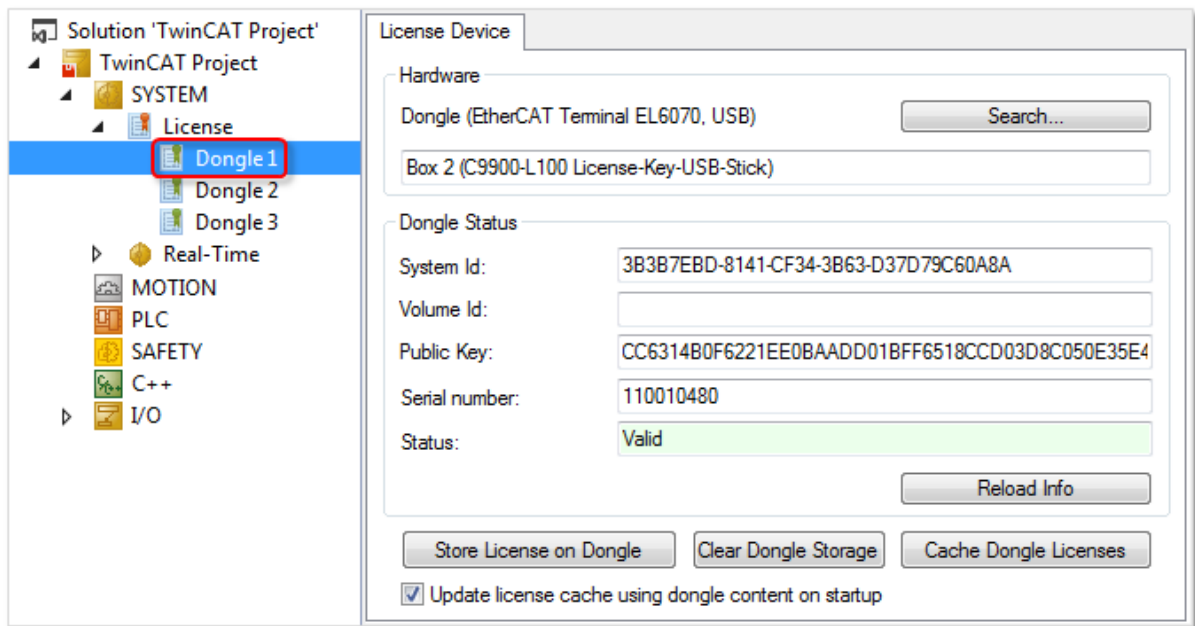 Solution 'TwinCAT Project'
TwinCAT Project
SYSTEM
License
Dongle 1
Dongle 2
Dongle 3
Real-Time
MOTION
PLC
SAFETY
C++
I/O
License Device
Hardware
Dongle (EtherCAT Terminal EL6070, USB)
Search...
Box 2 (C9900-L100 License-Key-USB-Stick)
Dongle Status
System Id: 3B3B7EBD-8141-CF34-3B63-D37D79C60A8A
Volume Id:
Public Key: CC6314B0F6221EE0BAADD01BFF6518CCD03D8C050E35E4
Serial number: 110010480
Status: Valid
Reload Info
Store License on Dongle
Clear Dongle Storage
Cache Dongle Licenses
Update license cache using dongle content on startup